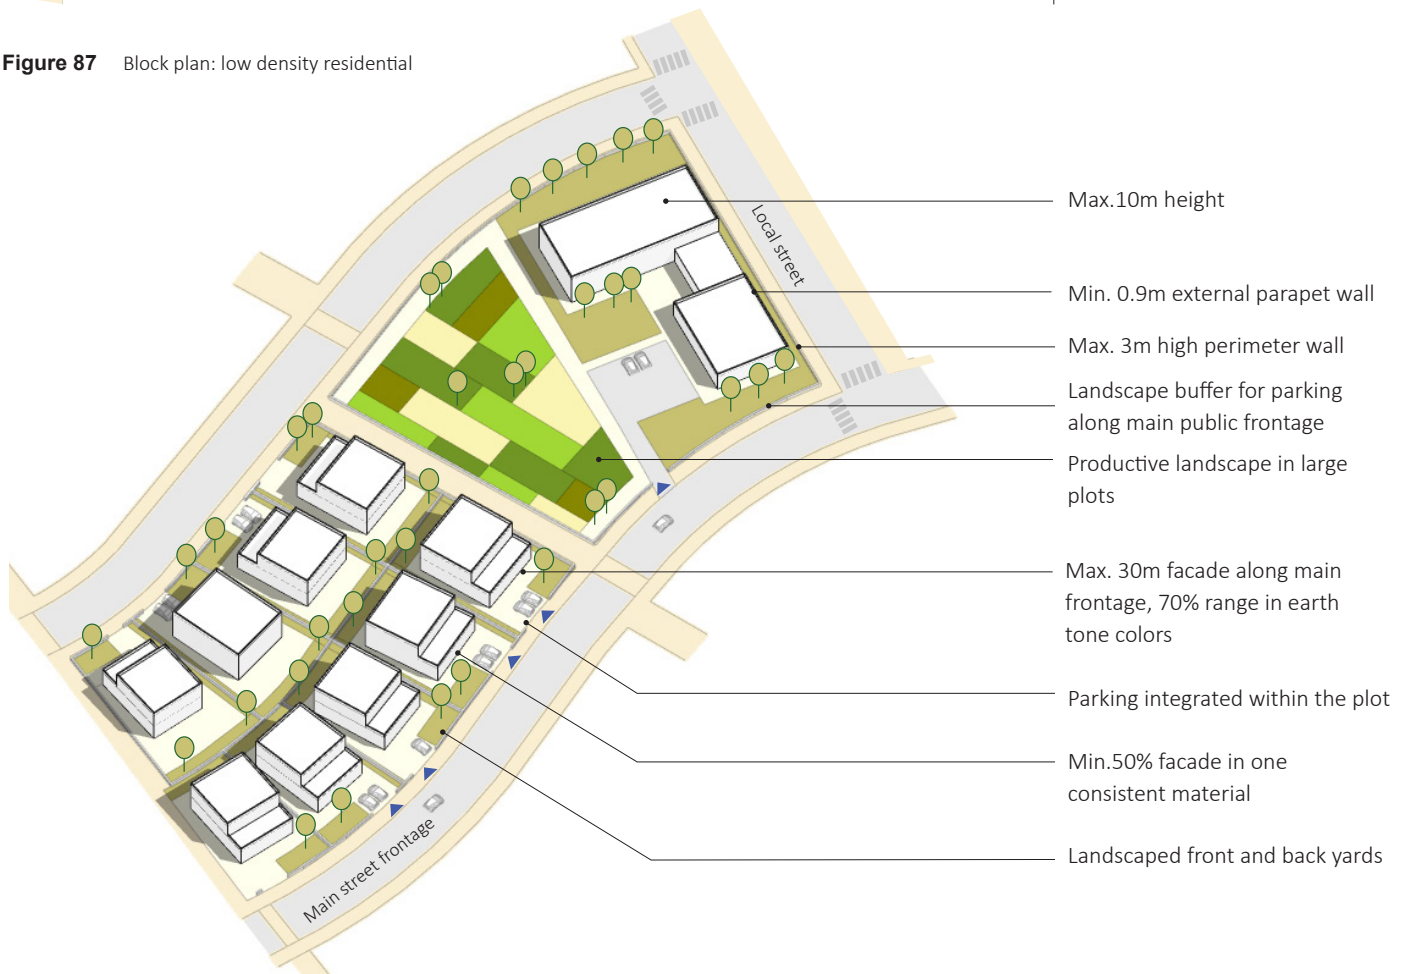 Figure 87 Block plan: low density residential
Local street
Max.10m height
Min. 0.9m external parapet wall
Max. 3m high perimeter wall
Landscape buffer for parking
along main public frontage
Productive landscape in large
plots
Max. 30m facade along main
frontage, 70% range in earth
tone colors
Parking integrated within the plot
Min.50% facade in one
consistent material
Landscaped front and back yards
Main street frontage